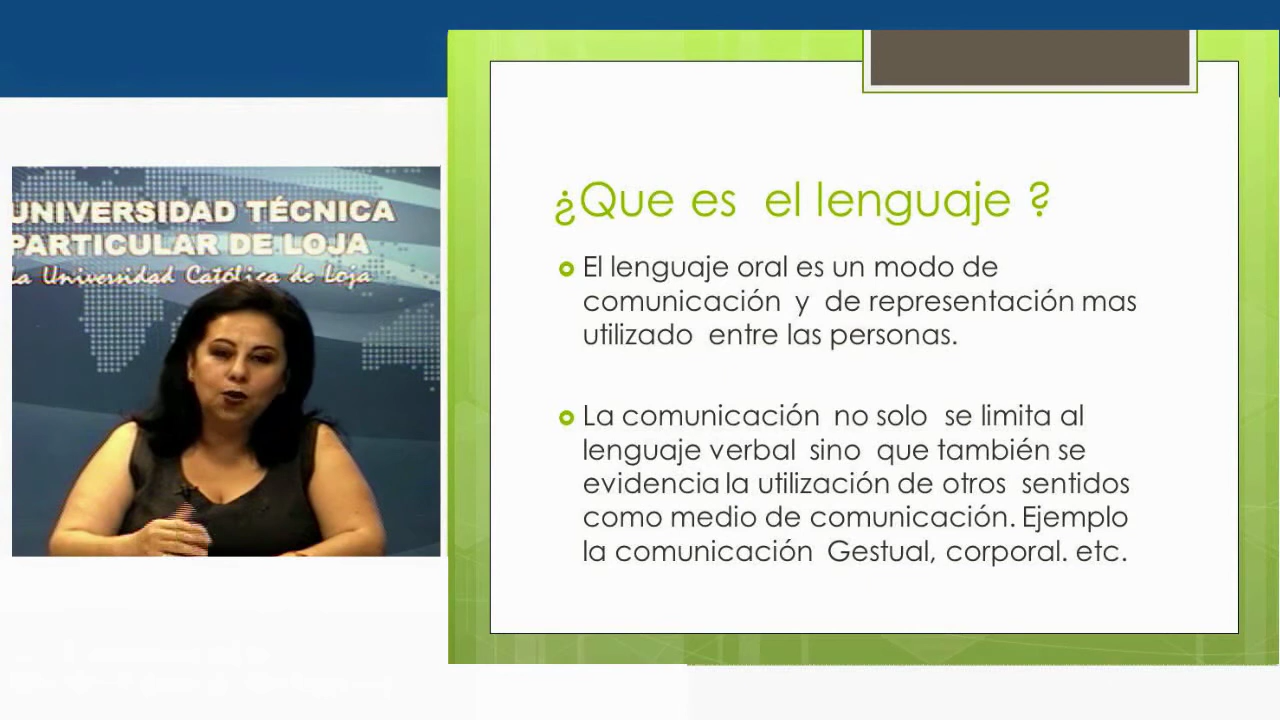 UNIVERSIDAD TÉCNICA
PARTICULAR DE LOJA
La Universidad Católica de Loja
¿Que es el lenguaje ?
El lenguaje oral es un modo de
comunicación y de representación mas
utilizado entre las personas.
La comunicación no solo se limita al
lenguaje verbal sino que también se
evidencia la utilización de otros sentidos
como medio de comunicación. Ejemplo
la comunicación Gestual, corporal. etc.